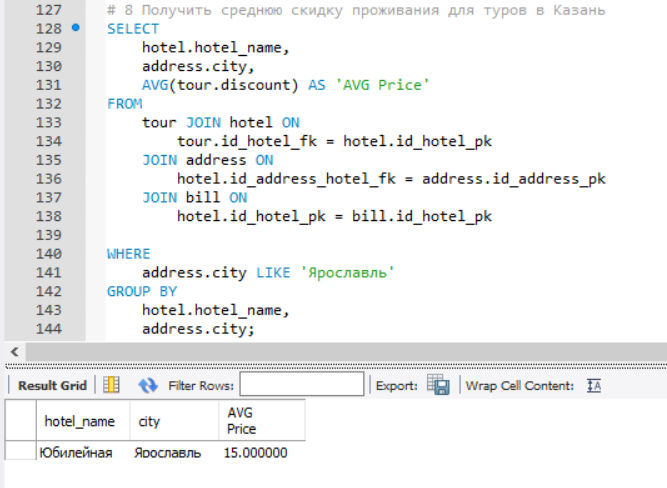 127 # 8 Получить среднюю скидку проживания для туров в Казань
128 SELECT
129 hotel.hotel_name,
130 address.city,
131 AVG(tour.discount) AS 'AVG Price'
132 FROM
133 tour JOIN hotel ON
134 tour.id_hotel_fk = hotel.id_hotel_pk
135 JOIN address ON
136 hotel.id_address_hotel_fk = address.id_address_pk
137 JOIN bill ON
138 hotel.id_hotel_pk = bill.id_hotel_pk
139
140 WHERE
141 address.city LIKE 'Ярославль'
142 GROUP BY
143 hotel.hotel_name,
144 address.city;
Result Grid Filter Rows: Export: Wrap Cell Content: IA
hotel_name city AVG
Price
Юбилейная Ярославль 15.000000